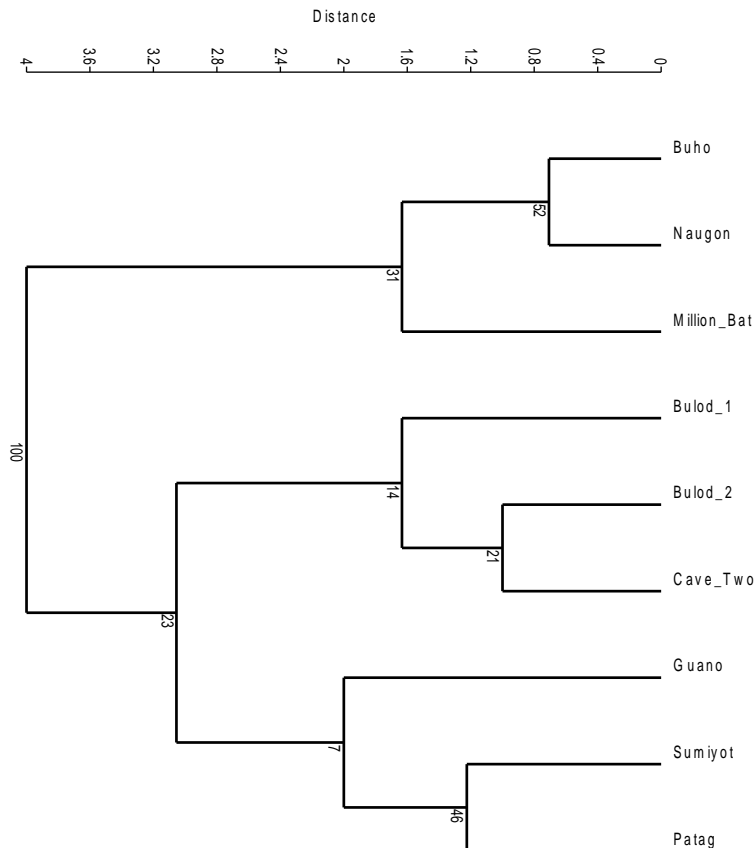 Distance
4 3.6 3.2 2.8 2.4 2 1.6 1.2 0.8 0.4 0
Buho
52
Naugon
31
Million_Bat
Bulod_1
100
14
Bulod_2
21
Cave_Two
23
Guano
7
Sumiyot
46
Patag